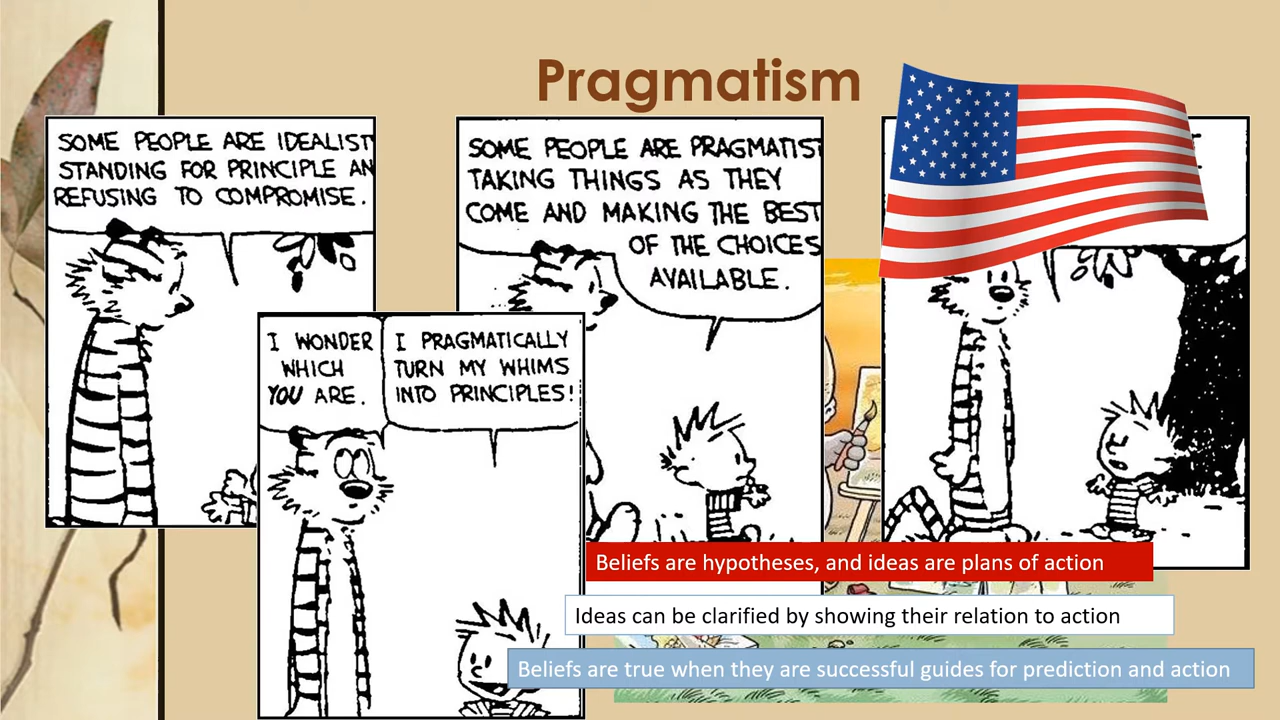 Pragmatism
SOME PEOPLE ARE IDEALIST
STANDING FOR PRINCIPLE AN
REFUSING TO COMPROMISE.
SOME PEOPLE ARE PRAGMATIST
TAKING THINGS AS THEY
COME AND MAKING THE BEST
OF THE CHOICES
AVAILABLE.
I WONDER
WHICH
YOU ARE.
I PRAGMATICALLY
TURN MY WHIMS
INTO PRINCIPLES!
Beliefs are hypotheses, and ideas are plans of action
Ideas can be clarified by showing their relation to action
Beliefs are true when they are successful guides for prediction and action